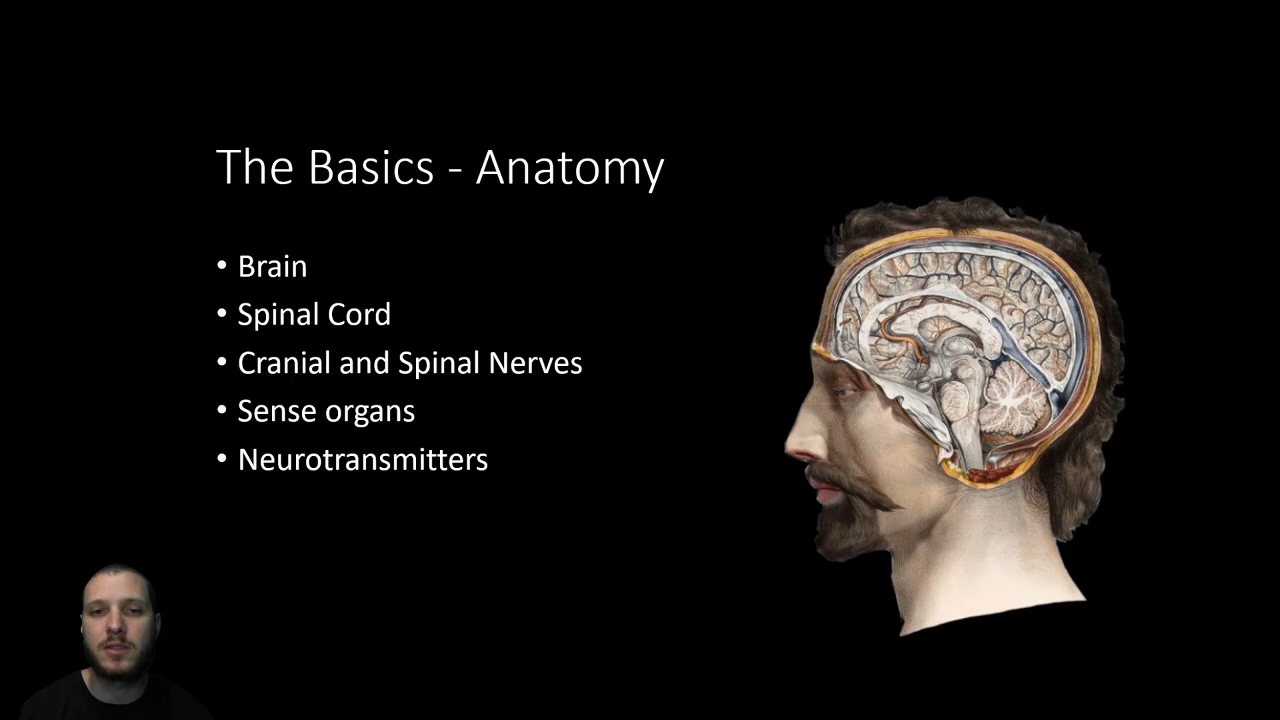 The Basics - Anatomy
• Brain
• Spinal Cord
• Cranial and Spinal Nerves
• Sense organs
• Neurotransmitters